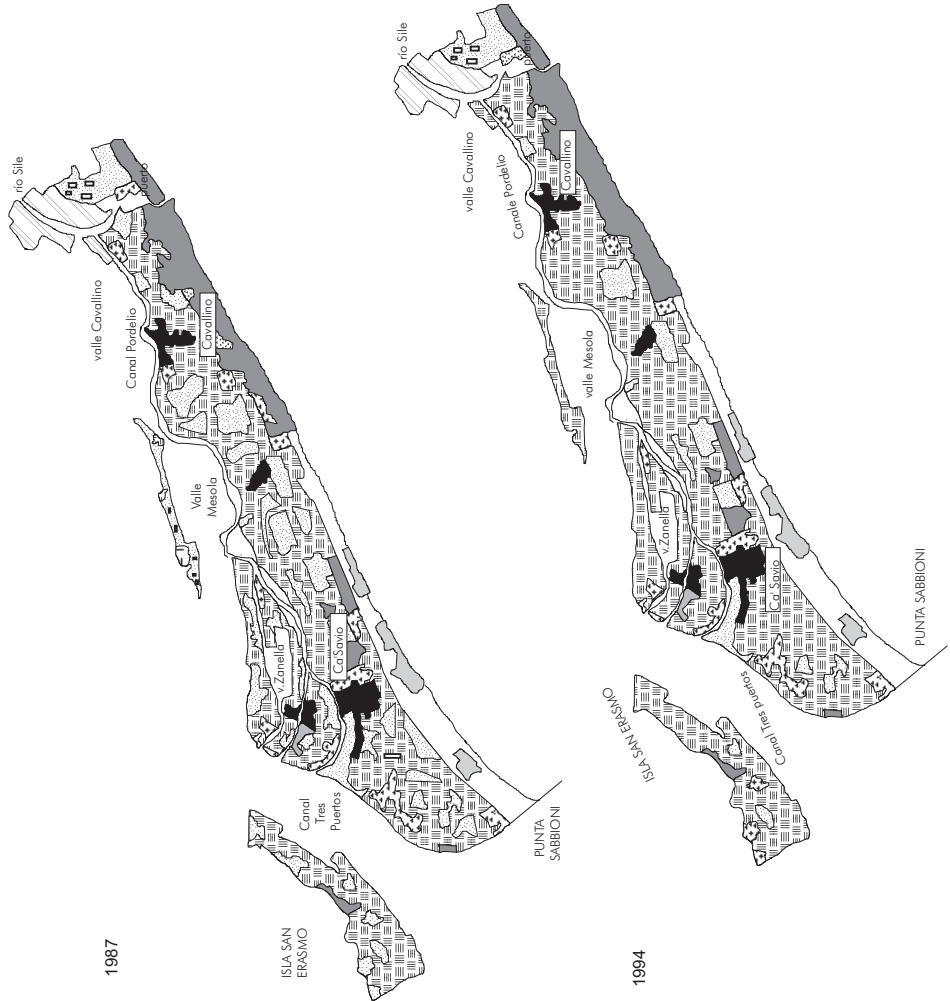 1987
río Sile
puerto
valle Cavallino
Canal Pordelio
Cavallino
Valle
Mesola
v.Zanella
Ca'Savio
Canal
Tres
Puertos
PUNTA
SABBIONI
ISLA SAN
ERASMO
1994
río Sile
puerto
valle Cavallino
Canale Pordelio
Cavallino
valle Mesola
v.Zanella
Ca' Savio
PUNTA SABBIONI
ISLA SAN ERASMO
Canal Tres puertos